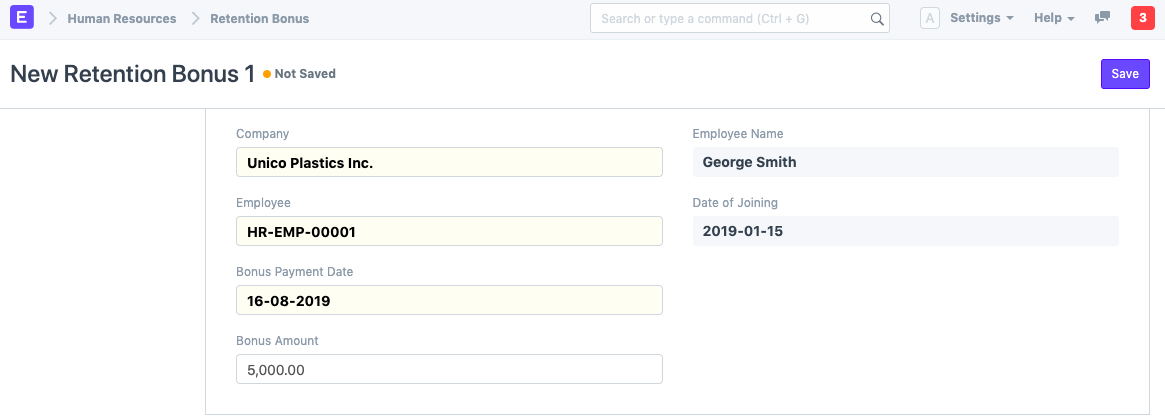 E Human Resources Retention Bonus Search or type a command (Ctrl + G) A Settings Help 3
New Retention Bonus 1 Not Saved Save
Company Employee Name
Unico Plastics Inc. George Smith
Employee Date of Joining
HR-EMP-00001 2019-01-15
Bonus Payment Date
16-08-2019
Bonus Amount
5,000.00